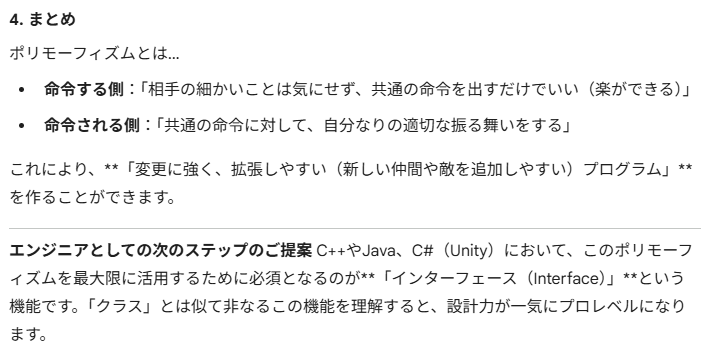 4. まとめ
ポリモーフィズムとは...
• 命令する側：「相手の細かいことは気にせず、共通の命令を出すだけでいい（楽ができる）」
• 命令される側：「共通の命令に対して、自分なりの適切な振る舞いをする」
これにより、**「変更に強く、拡張しやすい（新しい仲間や敵を追加しやすい）プログラム」**
を作ることができます。
エンジニアとしての次のステップのご提案 C++やJava、C#（Unity）において、このポリモーフ
ィズムを最大限に活用するために必須となるのが**「インターフェース（Interface）」**という
機能です。「クラス」とは似て非なるこの機能を理解すると、設計力が一気にプロレベルになり
ます。